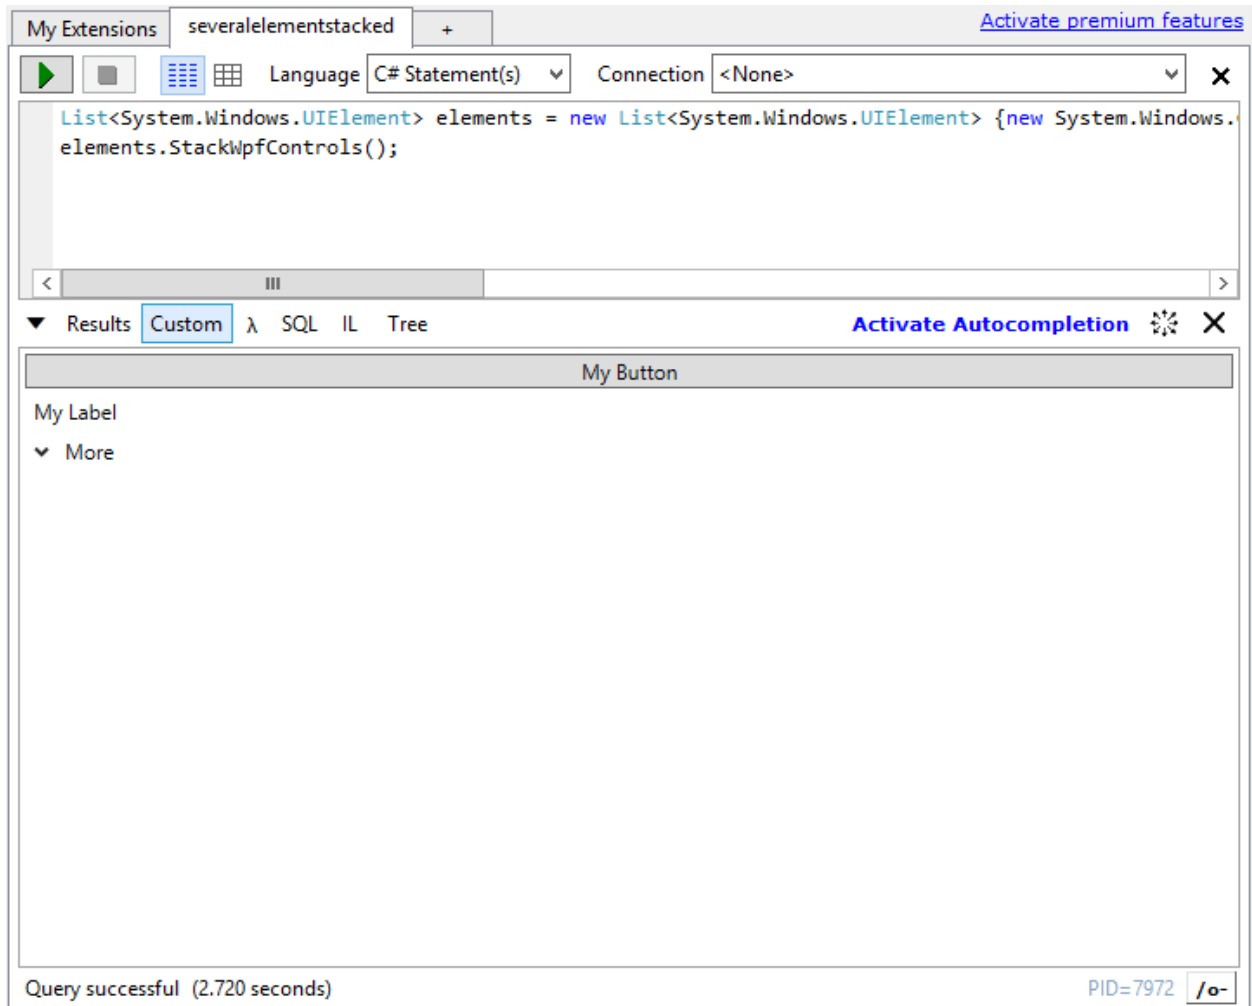 My Extensions severalelementstacked + Activate premium features
Language C# Statement(s) Connection <None>
List<System.Windows.UIElement> elements = new List<System.Windows.UIElement> {new System.Windows.
elements.StackWpfControls();
Results Custom λ SQL IL Tree Activate Autocompletion
My Button
My Label
More
Query successful (2.720 seconds) PID=7972 /o-